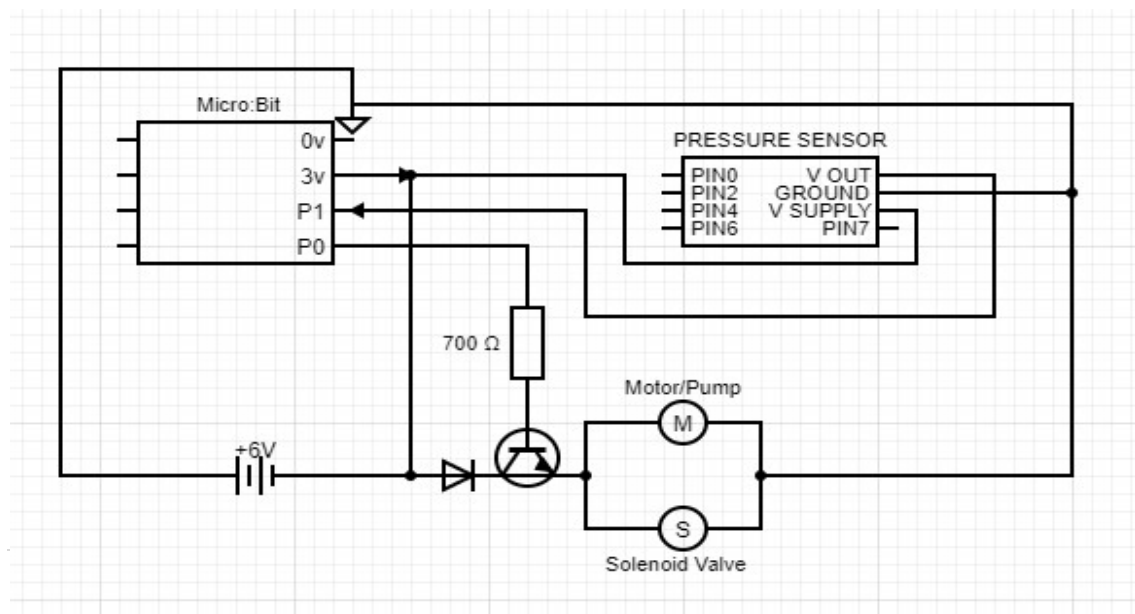 Micro:Bit
0v
3v
P1
P0
PRESSURE SENSOR
PIN0 V OUT
PIN2 GROUND
PIN4 V SUPPLY
PIN6 PIN7
700 Ω
Motor/Pump
M
+6V
S
Solenoid Valve